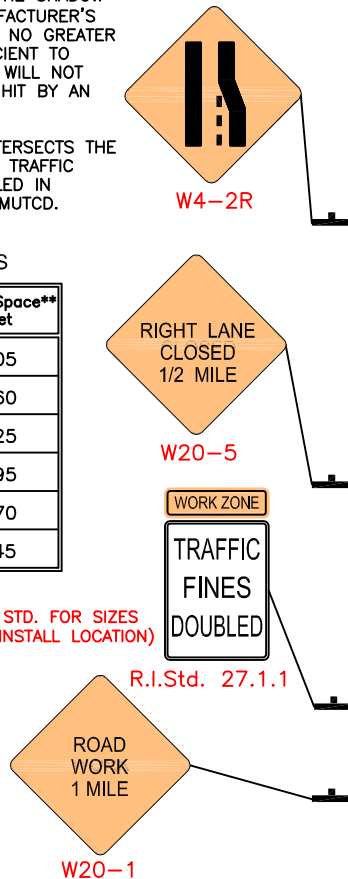 FACTURER'S
NO GREATER
CIENT TO
WILL NOT
HIT BY AN
TERSECTS THE
TRAFFIC
LED IN
MUTCD.
W4-2R
S
Space**
et
05
60
25
95
70
45
RIGHT LANE
CLOSED
1/2 MILE
W20-5
WORK ZONE
TRAFFIC
FINES
DOUBLED
STD. FOR SIZES
INSTALL LOCATION)
R.I.Std. 27.1.1
ROAD
WORK
1 MILE
W20-1